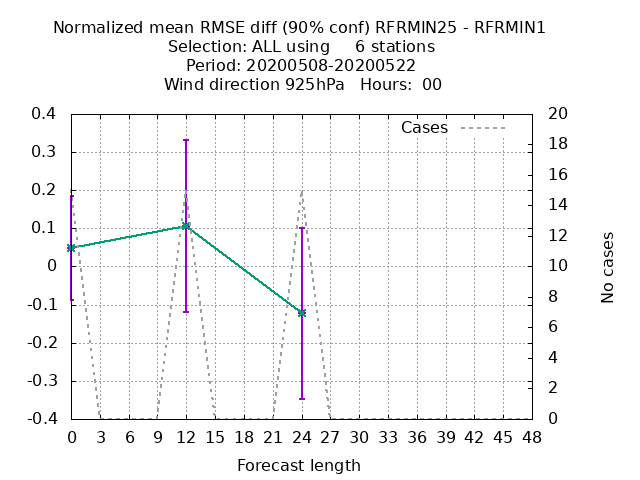 Normalized mean RMSE diff (90% conf) RFRMIN25 - RFRMIN1
Selection: ALL using     6 stations
Period: 20200508-20200522
Wind direction 925hPa   Hours:  00
Cases
0.4
0.3
0.2
0.1
0
-0.1
-0.2
-0.3
-0.4
20
18
16
14
12
10
8
6
4
2
0
No cases
0 3 6 9 12 15 18 21 24 27 30 33 36 39 42 45 48
Forecast length